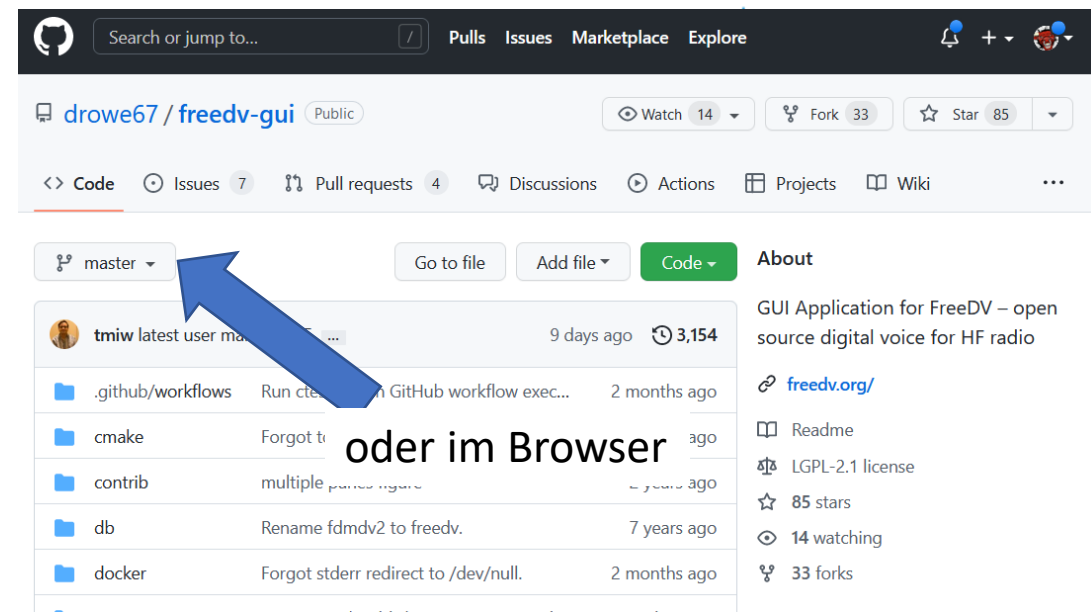 Search or jump to... / Pulls Issues Marketplace Explore
drowe67 / freedv-gui Public Watch 14 Fork 33 Star 85
<> Code Issues 7 Pull requests 4 Discussions Actions Projects Wiki ...
master Go to file Add file Code
About
GUI Application for FreeDV – open
source digital voice for HF radio
freedv.org/
Readme
LGPL-2.1 license
85 stars
14 watching
33 forks
tmiw latest user ... 9 days ago 3,154
.github/workflows Run GitHub workflow exec... 2 months ago
cmake Forgot ago
oder im Browser
contrib multiple ago
db Rename fdmdv2 to freedv. 7 years ago
docker Forgot stderr redirect to /dev/null. 2 months ago